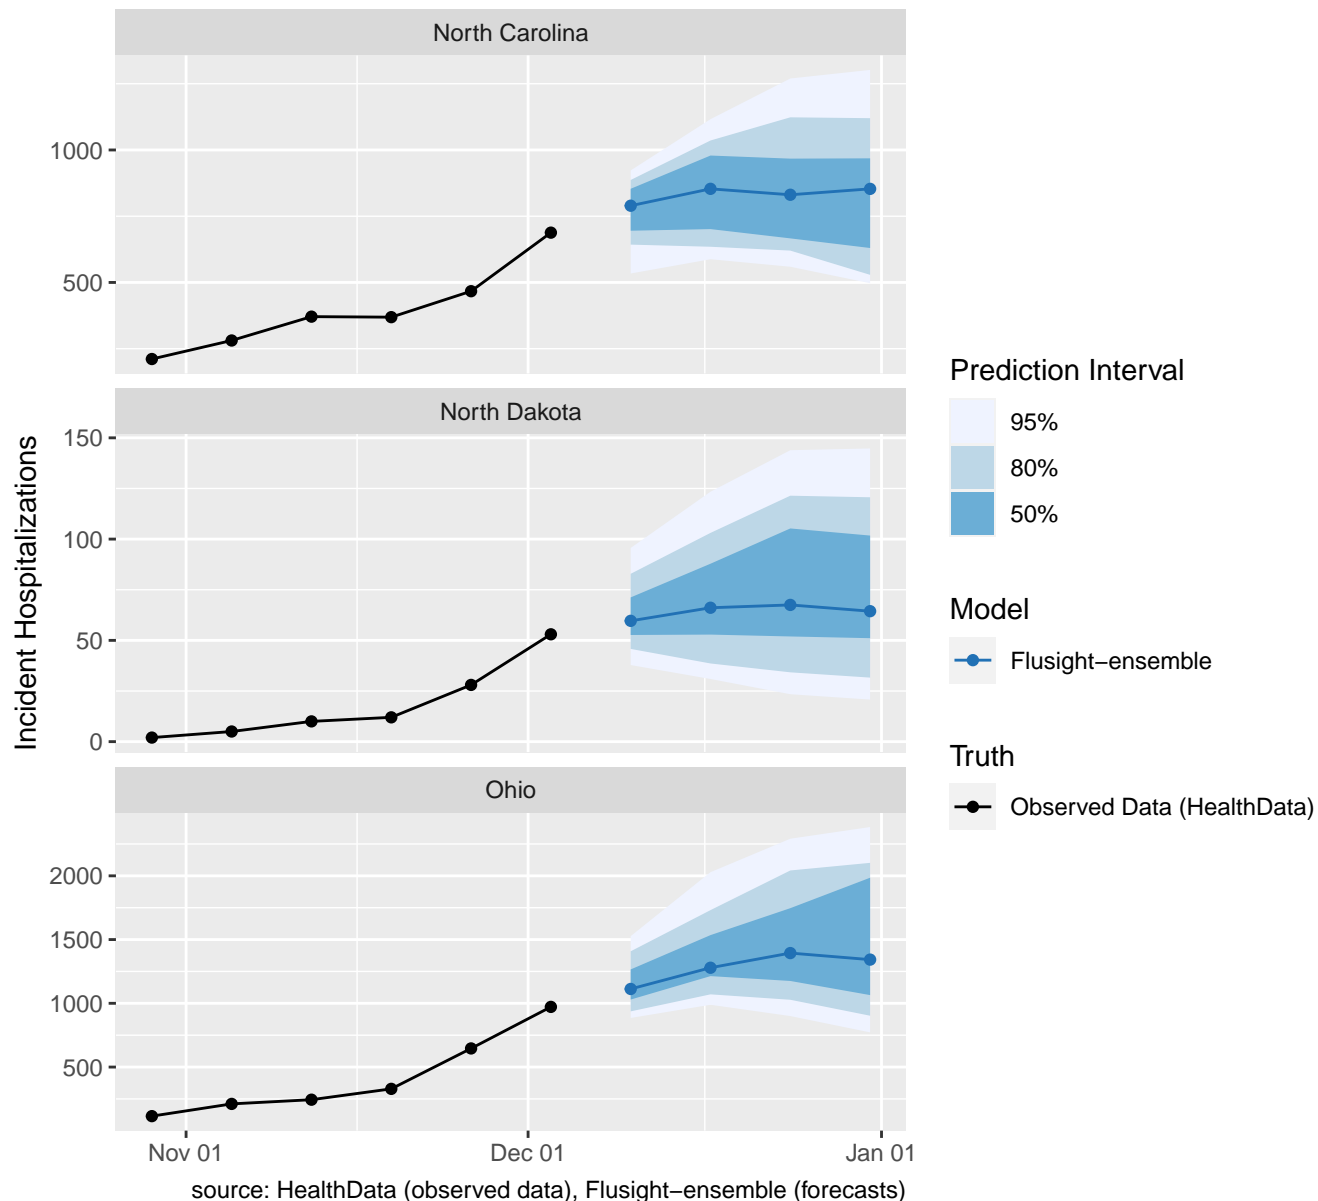 North Carolina
1000
500
North Dakota
150
100
50
0
Ohio
2000
1500
1000
500
Nov 01
Dec 01
Jan 01
Incident Hospitalizations
source: HealthData (observed data), Flusight−ensemble (forecasts)
Prediction Interval
95%
80%
50%
Model
Flusight−ensemble
Truth
Observed Data (HealthData)